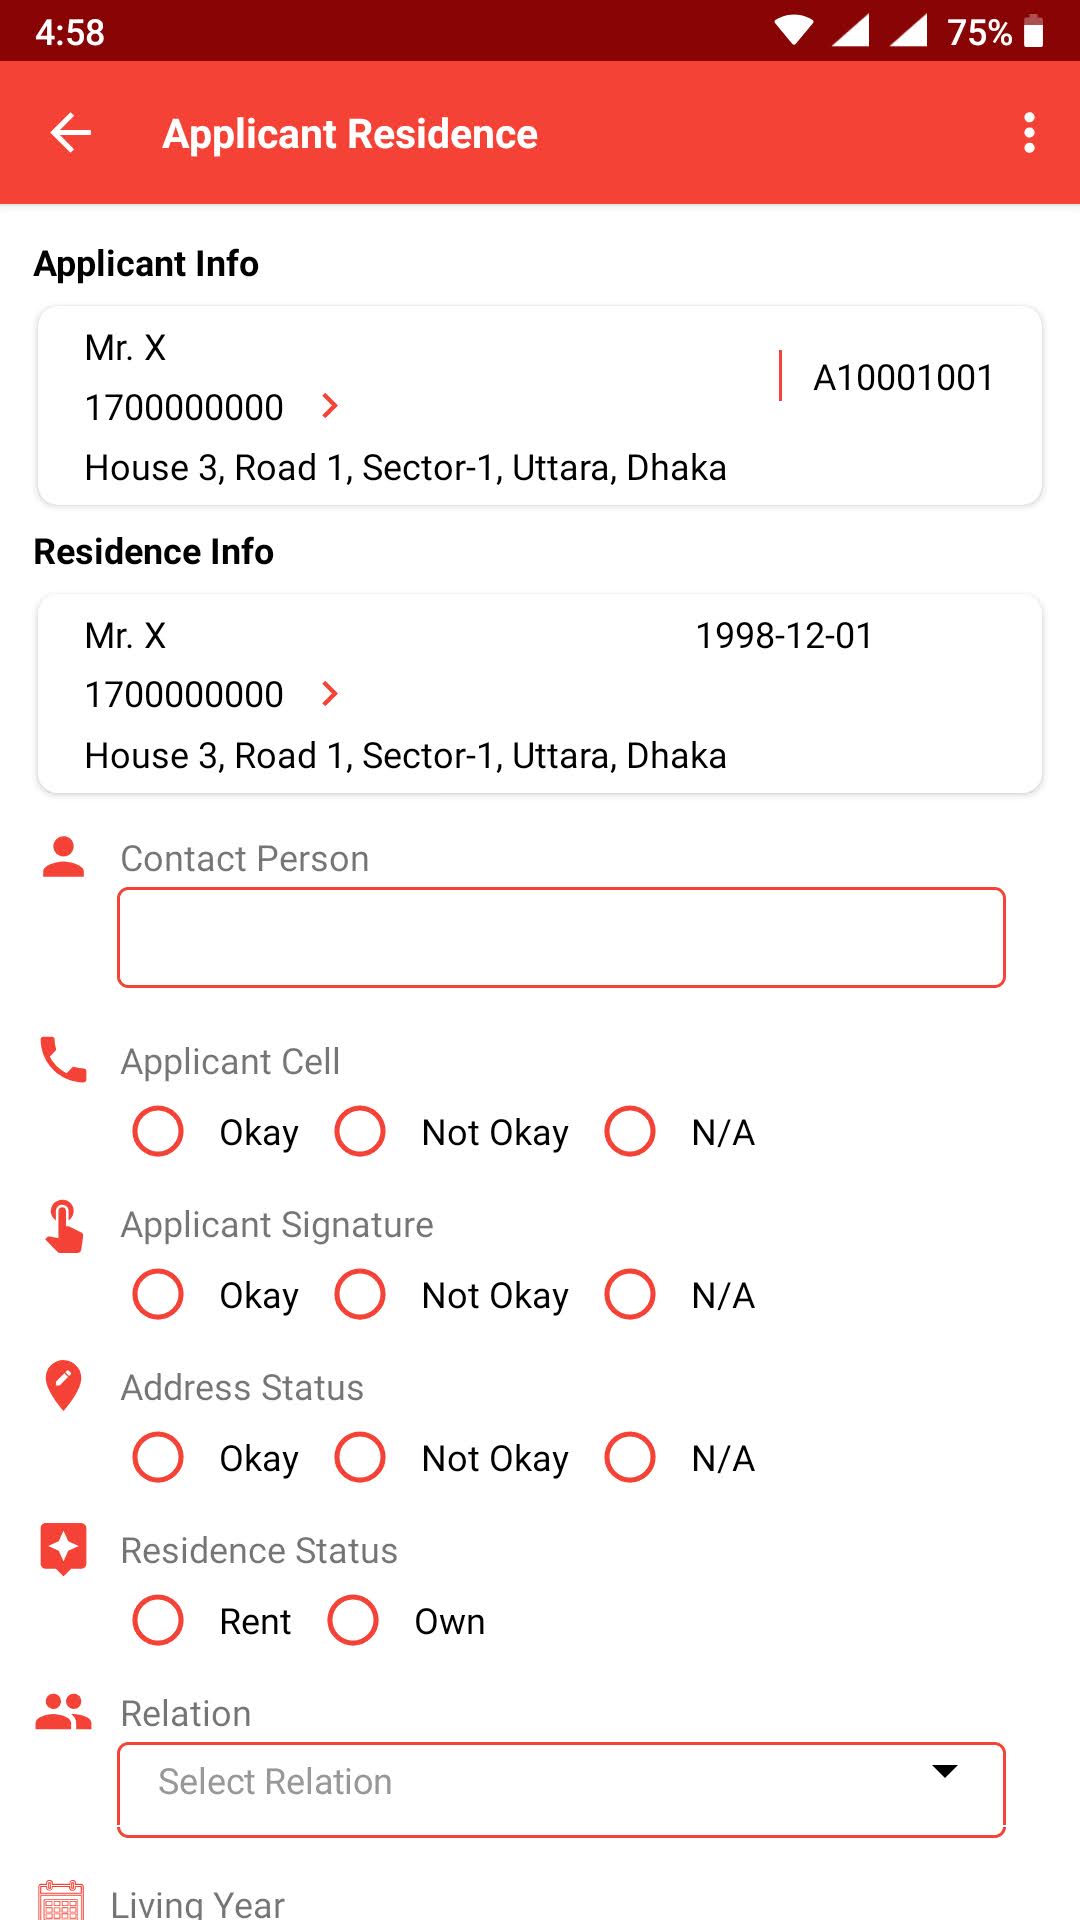 4:58 75%
Applicant Residence
Applicant Info
Mr. X
A10001001
1700000000
House 3, Road 1, Sector-1, Uttara, Dhaka
Residence Info
Mr. X 1998-12-01
1700000000
House 3, Road 1, Sector-1, Uttara, Dhaka
Contact Person
Applicant Cell
Okay Not Okay N/A
Applicant Signature
Okay Not Okay N/A
Address Status
Okay Not Okay N/A
Residence Status
Rent Own
Relation
Select Relation
Living Year